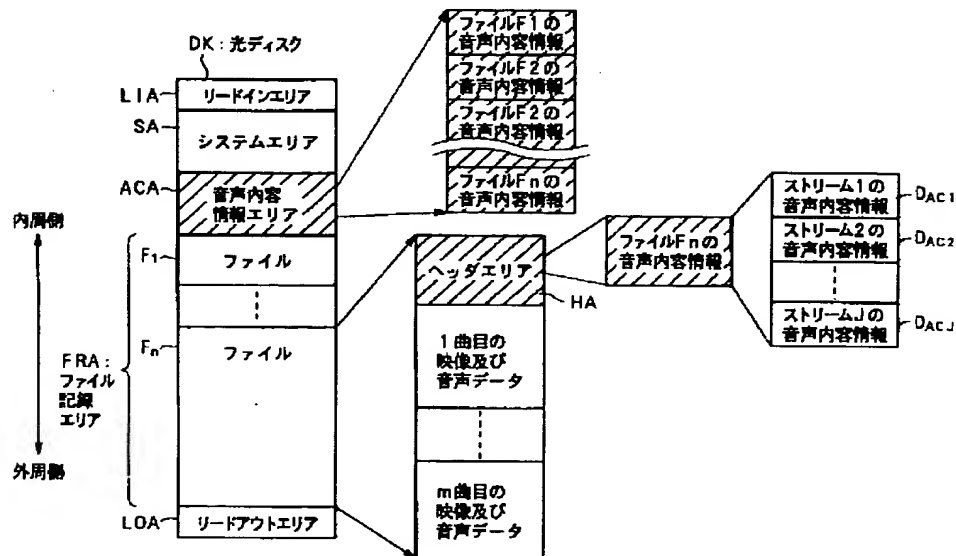 DK:光ディスク
LIA
リードインエリア
SA
システムエリア
ACA
音声内容
情報エリア
内周側
F1
ファイル
Fn
ファイル
FRA:
ファイル
記録
エリア
外周側
LOA
リードアウトエリア
ファイルF1の
音声内容情報
ファイルF2の
音声内容情報
ファイルF2の
音声内容情報
ファイルFnの
音声内容情報
ヘッダエリア
HA
1曲目の
映像及び
音声データ
m曲目の
映像及び
音声データ
ファイルFnの
音声内容情報
ストリーム1の
音声内容情報
DAC1
ストリーム2の
音声内容情報
DAC2
ストリームJの
音声内容情報
DACJ